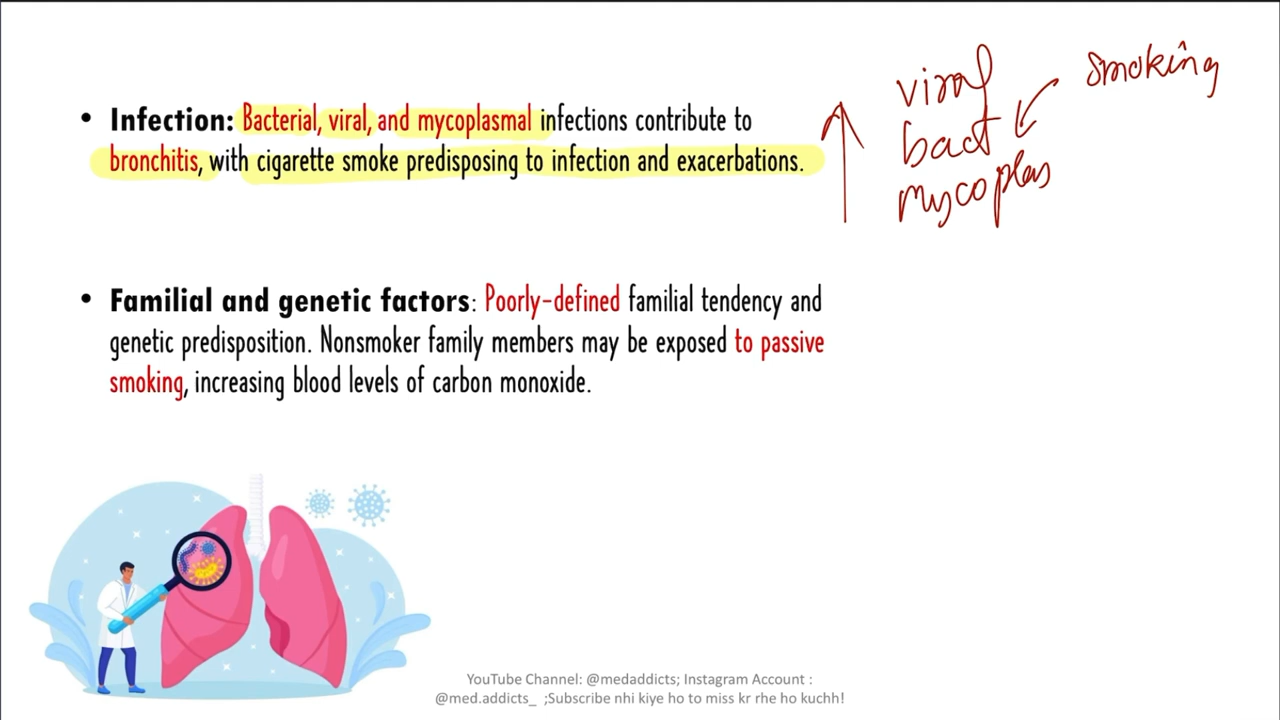 • Infection: Bacterial, viral, and mycoplasmal infections contribute to
bronchitis, with cigarette smoke predisposing to infection and exacerbations.
viral
smoking
bact
mycoplas
• Familial and genetic factors: Poorly-defined familial tendency and
genetic predisposition. Nonsmoker family members may be exposed to passive
smoking, increasing blood levels of carbon monoxide.
YouTube Channel: @medaddicts; Instagram Account :
@med.addicts_ ;Subscribe nhi kiye ho to miss kr rhe ho kuchh!